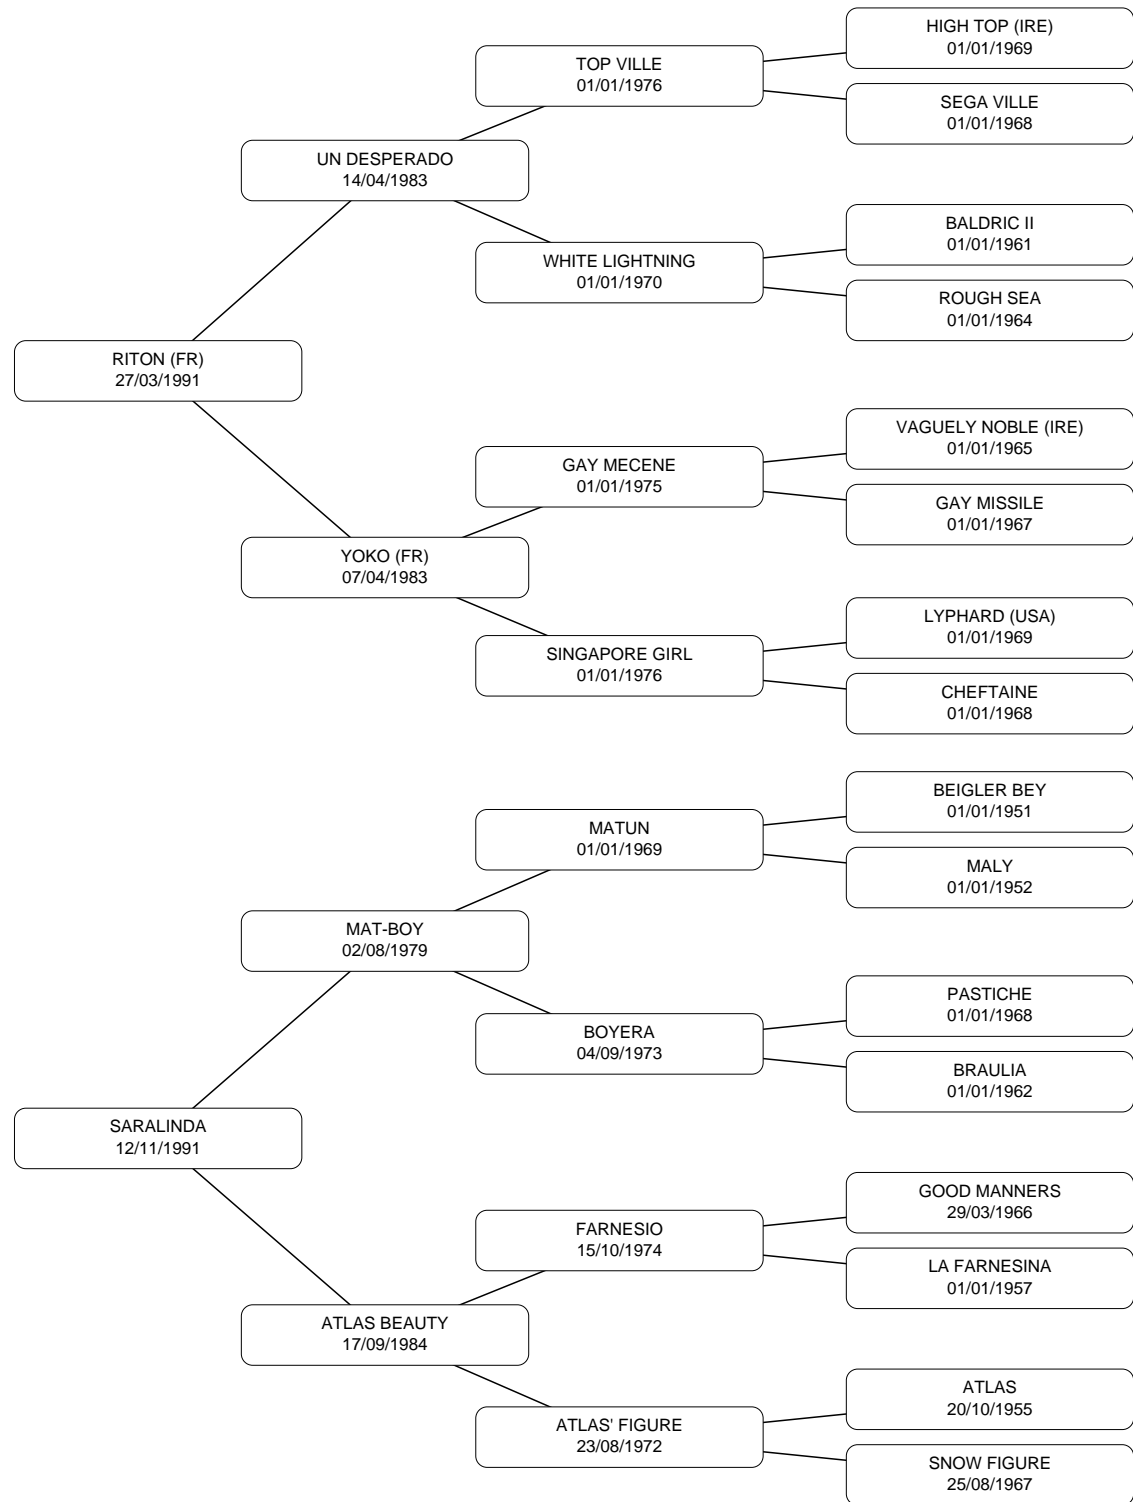 HIGH TOP (IRE)
01/01/1969
TOP VILLE
01/01/1976
SEGA VILLE
01/01/1968
UN DESPERADO
14/04/1983
BALDRIC II
01/01/1961
WHITE LIGHTNING
01/01/1970
ROUGH SEA
01/01/1964
RITON (FR)
27/03/1991
VAGUELY NOBLE (IRE)
01/01/1965
GAY MECENE
01/01/1975
GAY MISSILE
01/01/1967
YOKO (FR)
07/04/1983
LYPHARD (USA)
01/01/1969
SINGAPORE GIRL
01/01/1976
CHEFTAINE
01/01/1968
BEIGLER BEY
01/01/1951
MATUN
01/01/1969
MALY
01/01/1952
MAT-BOY
02/08/1979
PASTICHE
01/01/1968
BOYERA
04/09/1973
BRAULIA
01/01/1962
SARALINDA
12/11/1991
GOOD MANNERS
29/03/1966
FARNESIO
15/10/1974
LA FARNESINA
01/01/1957
ATLAS BEAUTY
17/09/1984
ATLAS
20/10/1955
ATLAS' FIGURE
23/08/1972
SNOW FIGURE
25/08/1967